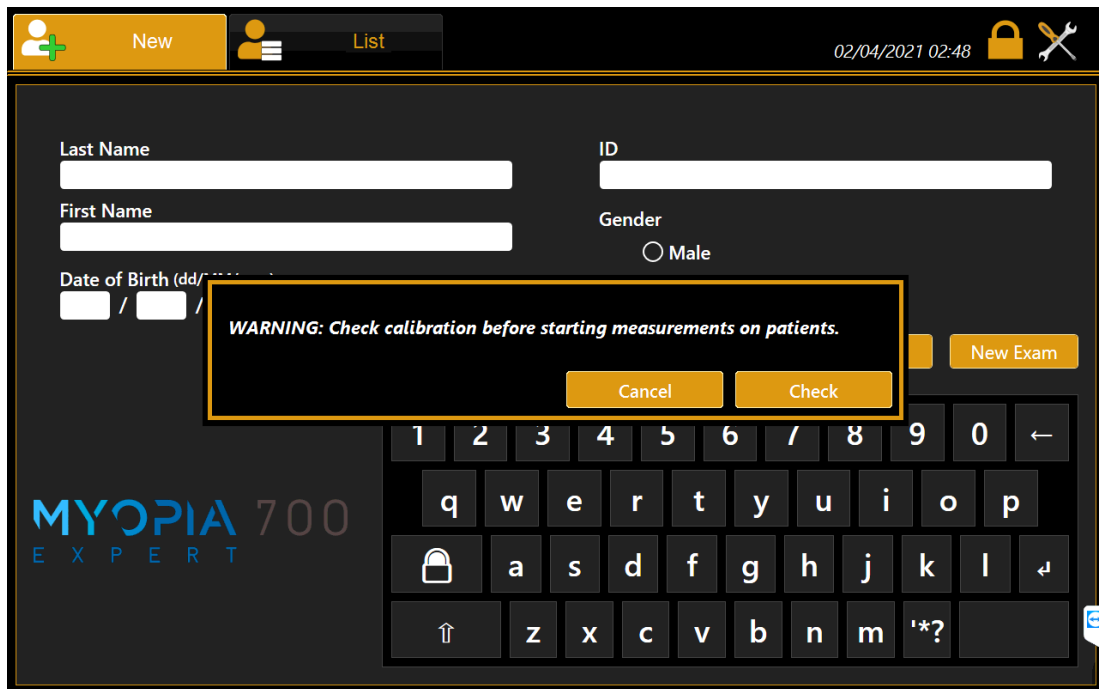 New
List
02/04/2021 02:48
Last Name
ID
First Name
Gender
Male
Date of Birth (dd/
/ /
WARNING: Check calibration before starting measurements on patients.
New Exam
Cancel
Check
1 2 3 4 5 6 7 8 9 0 ←
q w e r t y u i o p
a s d f g h j k l ↲
⇧ z x c v b n m '*?
MYOPIA 700
EXPERT